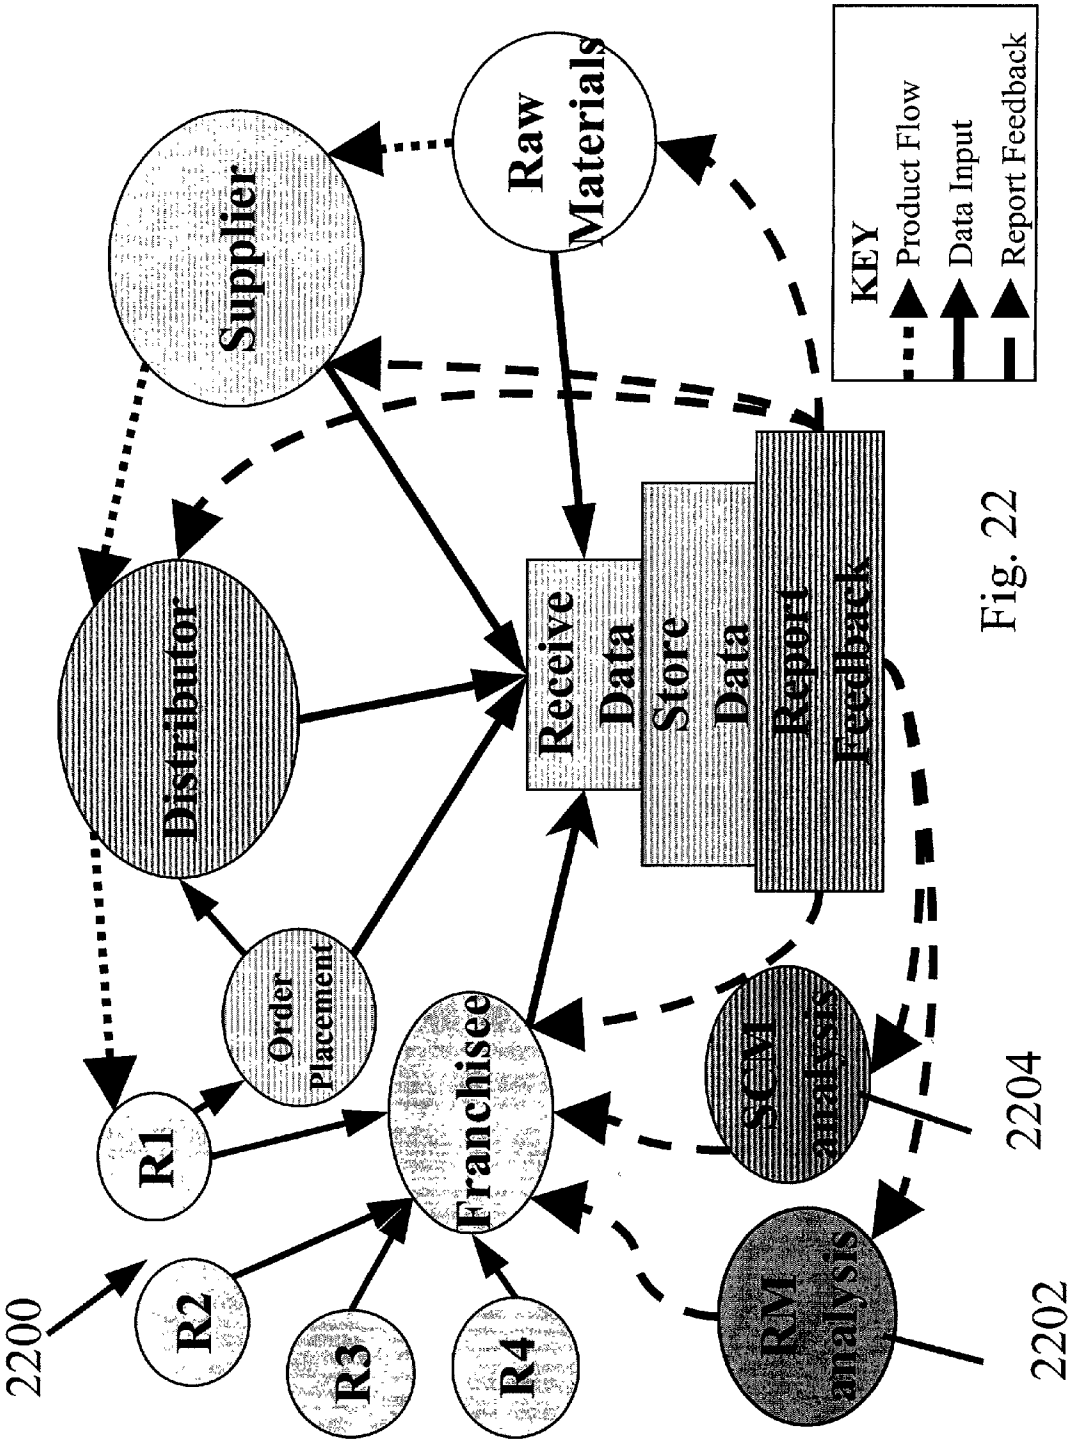 2200
R1
R2
R3
R4
Order
Placement
Franchisee
Distributor
Supplier
Raw
Materials
Receive
Data
Store
Data
Report
Feedback
SCM
analysis
RM
analysis
2202
2204
KEY
Product Flow
Data Input
Report Feedback
Fig. 22